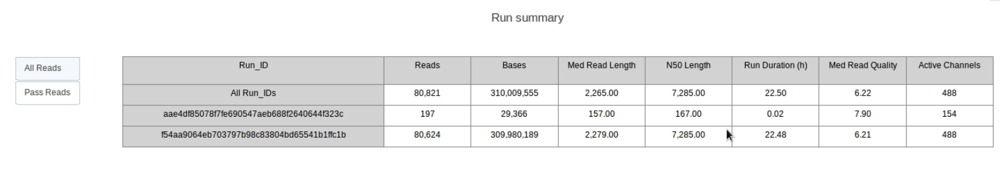 Run summary
All Reads
Pass Reads
Run_ID Reads Bases Med Read Length N50 Length Run Duration (h) Med Read Quality Active Channels
All Run_IDs 80,821 310,009,555 2,265.00 7,285.00 22.50 6.22 488
aae4df85078f7fe690547aeb688f2640644f323c 197 29,366 157.00 167.00 0.02 7.90 154
f54aa9064eb703797b98c83804bd65541b1ffc1b 80,624 309,980,189 2,279.00 7,285.00 22.48 6.21 488